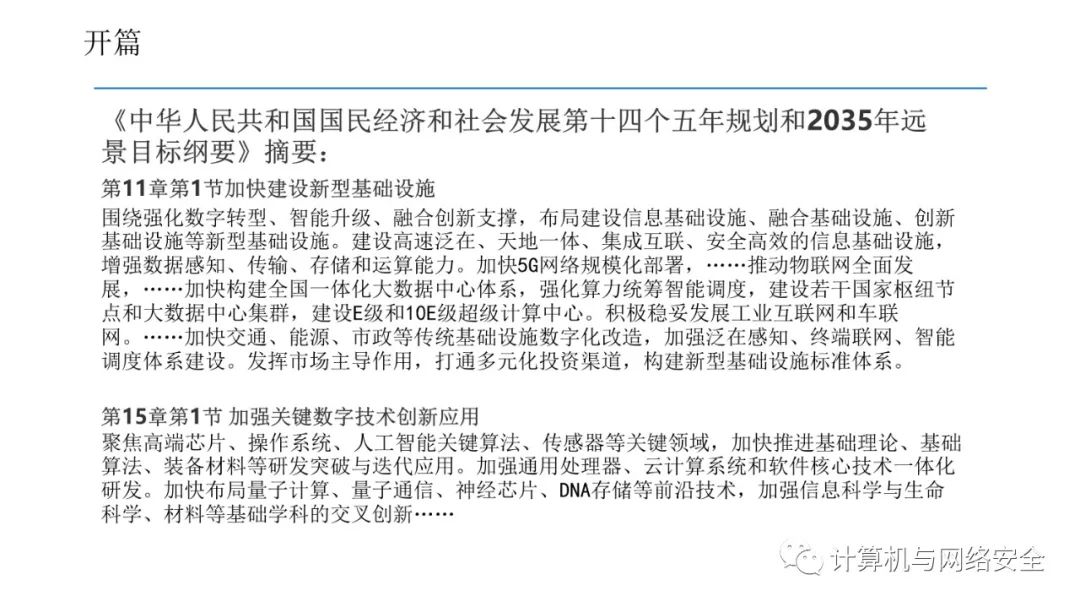 开篇
《中华人民共和国国民经济和社会发展第十四个五年规划和2035年远
景目标纲要》摘要：
第11章第1节加快建设新型基础设施
围绕强化数字转型、智能升级、融合创新支撑，布局建设信息基础设施、融合基础设施、创新
基础设施等新型基础设施。建设高速泛在、天地一体、集成互联、安全高效的信息基础设施，
增强数据感知、传输、存储和运算能力。加快5G网络规模化部署，……推动物联网全面发
展，……加快构建全国一体化大数据中心体系，强化算力统筹智能调度，建设若干国家枢纽节
点和大数据中心集群，建设E级和10E级超级计算中心。积极稳妥发展工业互联网和车联
网。……加快交通、能源、市政等传统基础设施数字化改造，加强泛在感知、终端联网、智能
调度体系建设。发挥市场主导作用，打通多元化投资渠道，构建新型基础设施标准体系。
第15章第1节 加强关键数字技术创新应用
聚焦高端芯片、操作系统、人工智能关键算法、传感器等关键领域，加快推进基础理论、基础
算法、装备材料等研发突破与迭代应用。加强通用处理器、云计算系统和软件核心技术一体化
研发。加快布局量子计算、量子通信、神经芯片、DNA存储等前沿技术，加强信息科学与生命
科学、材料等基础学科的交叉创新……
计算机与网络安全